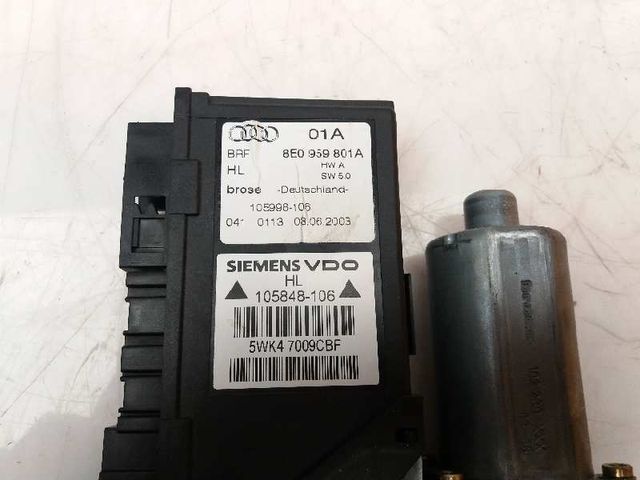 01A
BRF 8E0 959 801A
HL HW A
SW 5.0
brose -Deutschland-
105998-106
041 0113 08.06.2003
SIEMENS VDO
HL
105848-106
5WK4 7009CBF